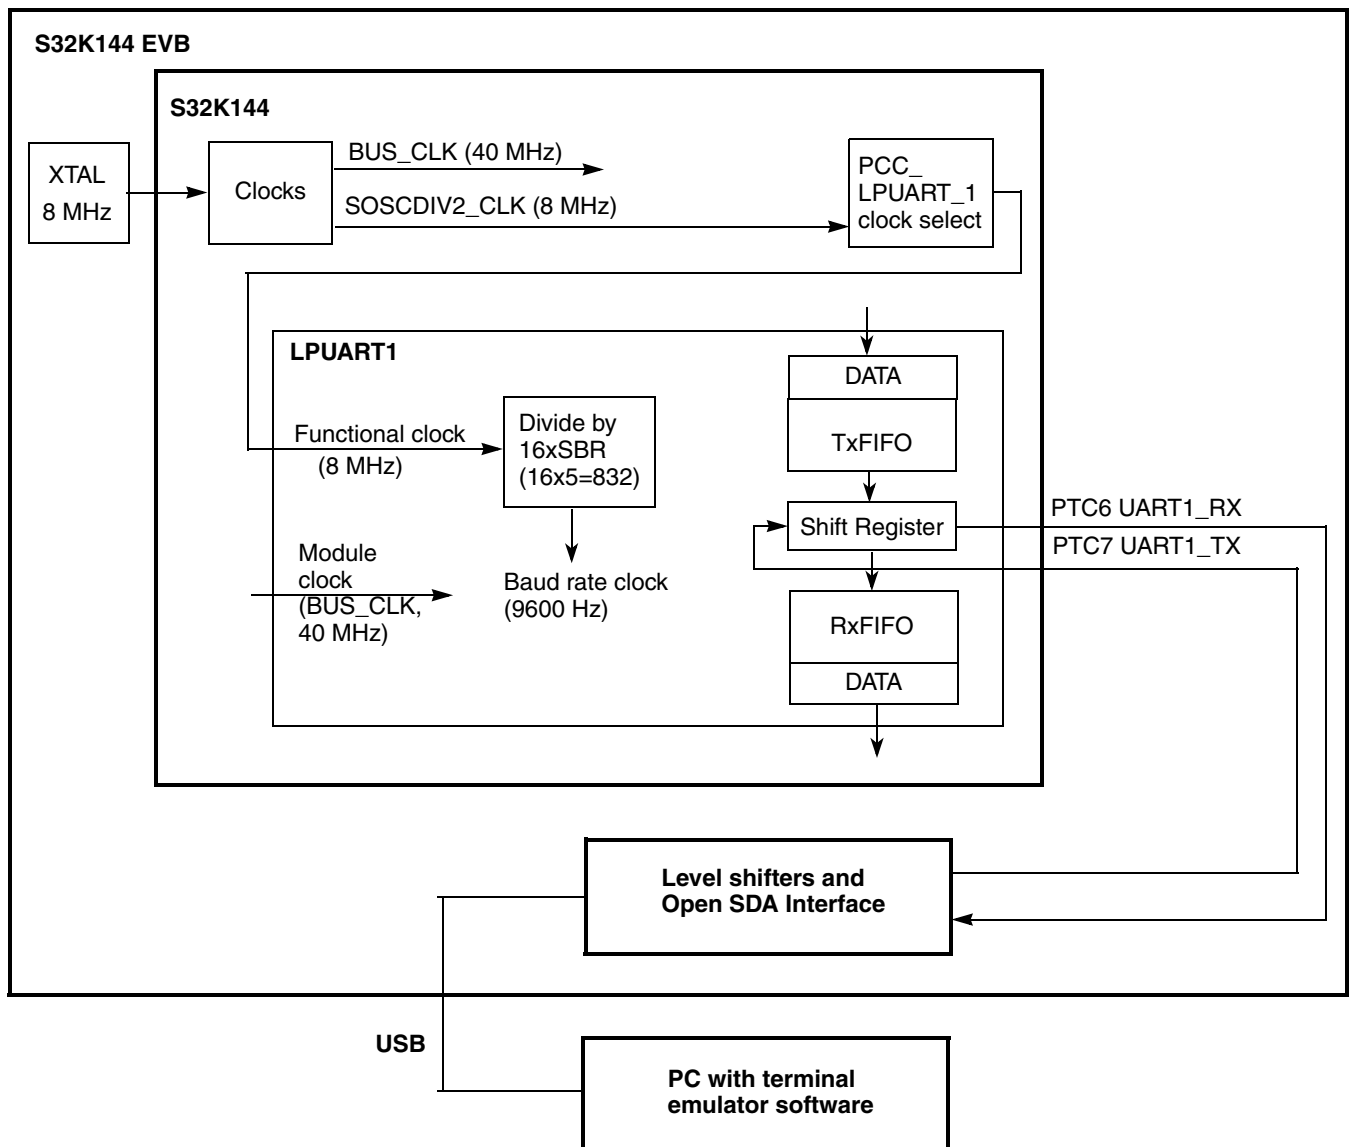 S32K144 EVB
S32K144
XTAL
8 MHz
Clocks
BUS_CLK (40 MHz)
SOSCDIV2_CLK (8 MHz)
PCC_
LPUART_1
clock select
LPUART1
Functional clock
(8 MHz)
Divide by
16xSBR
(16x5=832)
Module
clock
(BUS_CLK,
40 MHz)
Baud rate clock
(9600 Hz)
DATA
TxFIFO
Shift Register
RxFIFO
DATA
PTC6 UART1_RX
PTC7 UART1_TX
Level shifters and
Open SDA Interface
USB
PC with terminal
emulator software